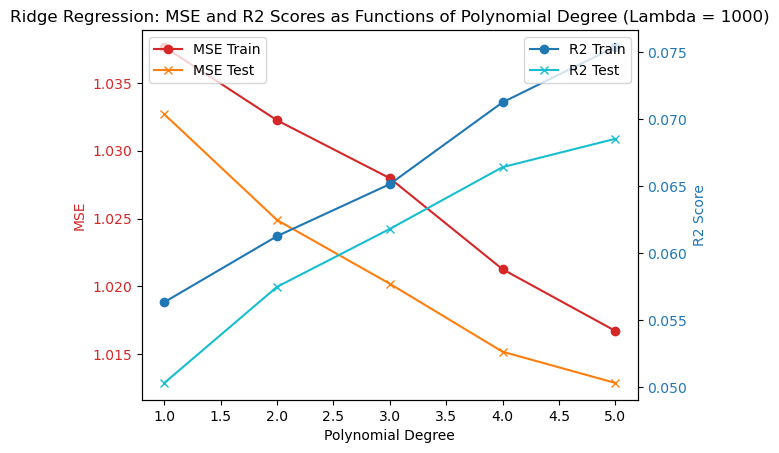 Ridge Regression: MSE and R2 Scores as Functions of Polynomial Degree (Lambda = 1000)
MSE Train
MSE Test
R2 Train
R2 Test
MSE
1.035
1.030
1.025
1.020
1.015
R2 Score
0.075
0.070
0.065
0.060
0.055
0.050
1.0 1.5 2.0 2.5 3.0 3.5 4.0 4.5 5.0
Polynomial Degree